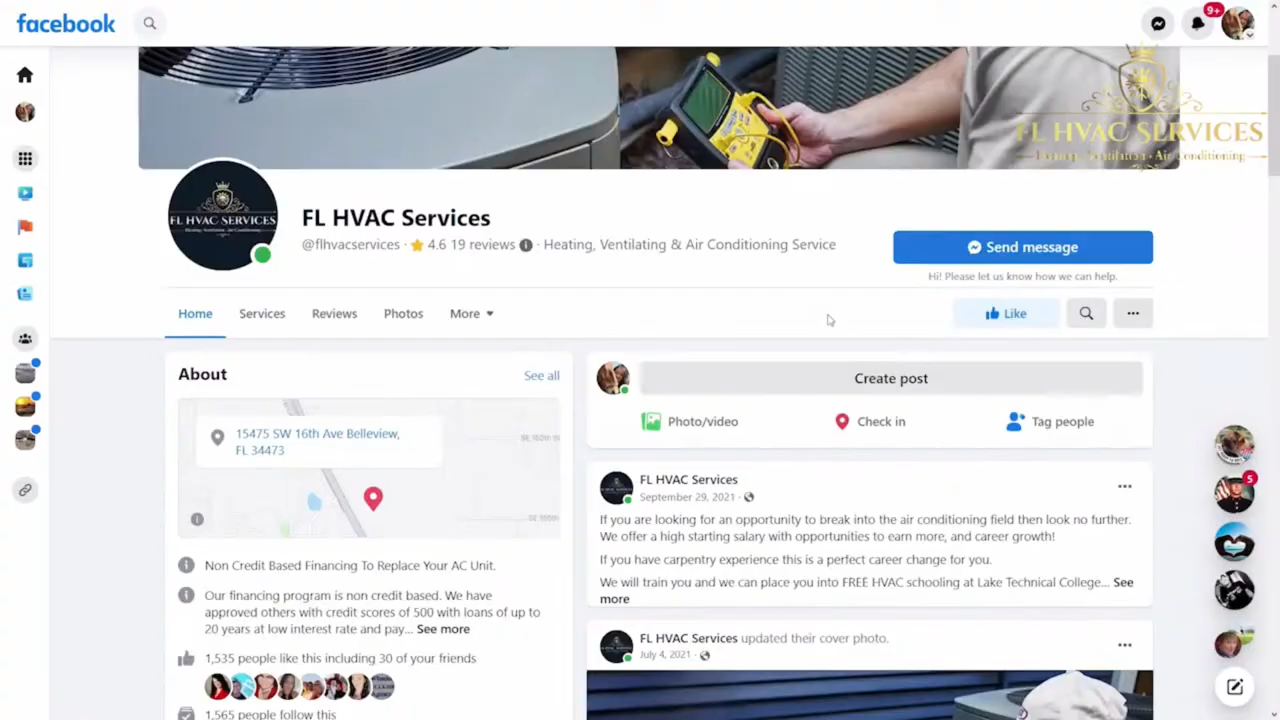 facebook
9+
FL HVAC SERVICES
Heating, Ventilation - Air Conditioning
FL HVAC SERVICES
FL HVAC Services
@flhvacservices · 4.6 19 reviews · Heating, Ventilating & Air Conditioning Service
Send message
Hi! Please let us know how we can help.
Home Services Reviews Photos More
Like
About
See all
15475 SW 16th Ave Belleview,
FL 34473
Non Credit Based Financing To Replace Your AC Unit.
Our financing program is non credit based. We have
approved others with credit scores of 500 with loans of up to
20 years at low interest rate and pay... See more
1,535 people like this including 30 of your friends
1,565 people follow this
Create post
Photo/video
Check in
Tag people
FL HVAC Services
September 29, 2021 ·
If you are looking for an opportunity to break into the air conditioning field then look no further.
We offer a high starting salary with opportunities to earn more, and career growth!
If you have carpentry experience this is a perfect career change for you.
We will train you and we can place you into FREE HVAC schooling at Lake Technical College... See
more
FL HVAC Services updated their cover photo.
July 4, 2021 ·
5